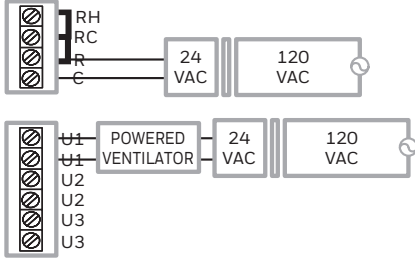 RH
RC
R
C
24
VAC
120
VAC
U1
U1
U2
U2
U3
U3
POWERED
VENTILATOR
24
VAC
120
VAC